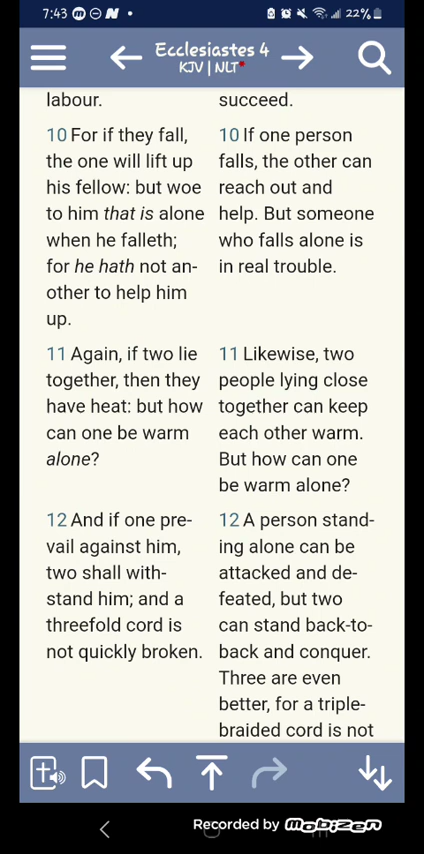 7:43
22%
Ecclesiastes 4
KJV | NLT
labour.
10 For if they fall,
the one will lift up
his fellow: but woe
to him that is alone
when he falleth;
for he hath not an-
other to help him
up.
11 Again, if two lie
together, then they
have heat: but how
can one be warm
alone?
12 And if one pre-
vail against him,
two shall with-
stand him; and a
threefold cord is
not quickly broken.
succeed.
10 If one person
falls, the other can
reach out and
help. But someone
who falls alone is
in real trouble.
11 Likewise, two
people lying close
together can keep
each other warm.
But how can one
be warm alone?
12 A person stand-
ing alone can be
attacked and de-
feated, but two
can stand back-to-
back and conquer.
Three are even
better, for a triple-
braided cord is not
Recorded by MOBIZEN